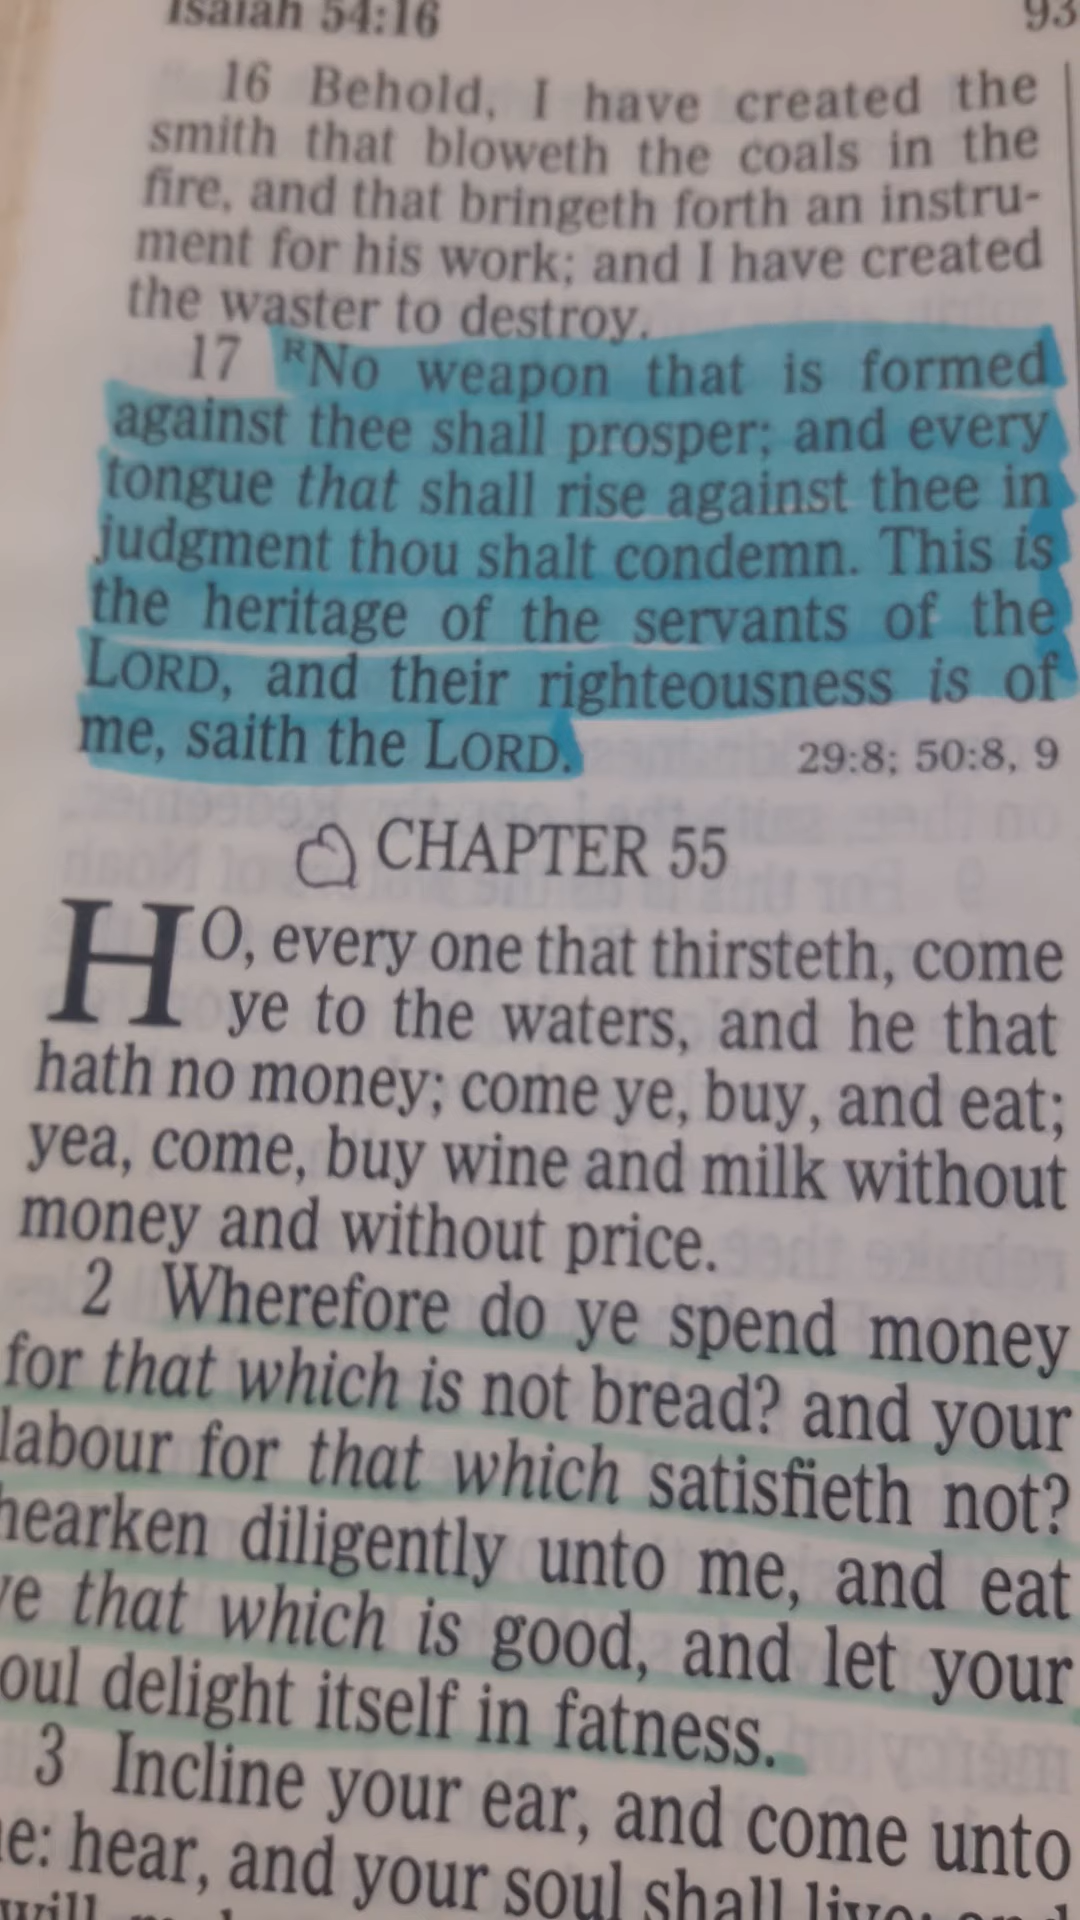 Isaiah 54:16 93
16 Behold, I have created the
smith that bloweth the coals in the
fire, and that bringeth forth an instru-
ment for his work; and I have created
the waster to destroy.
17 RNo weapon that is formed
against thee shall prosper; and every
tongue that shall rise against thee in
judgment thou shalt condemn. This is
the heritage of the servants of the
LORD, and their righteousness is of
me, saith the LORD. 29:8; 50:8, 9
CHAPTER 55
HO, every one that thirsteth, come
ye to the waters, and he that
hath no money; come ye, buy, and eat;
yea, come, buy wine and milk without
money and without price.
2 Wherefore do ye spend money
for that which is not bread? and your
labour for that which satisfieth not?
hearken diligently unto me, and eat
ye that which is good, and let your
oul delight itself in fatness.
3 Incline your ear, and come unto
e: hear, and your soul shall live; and
will